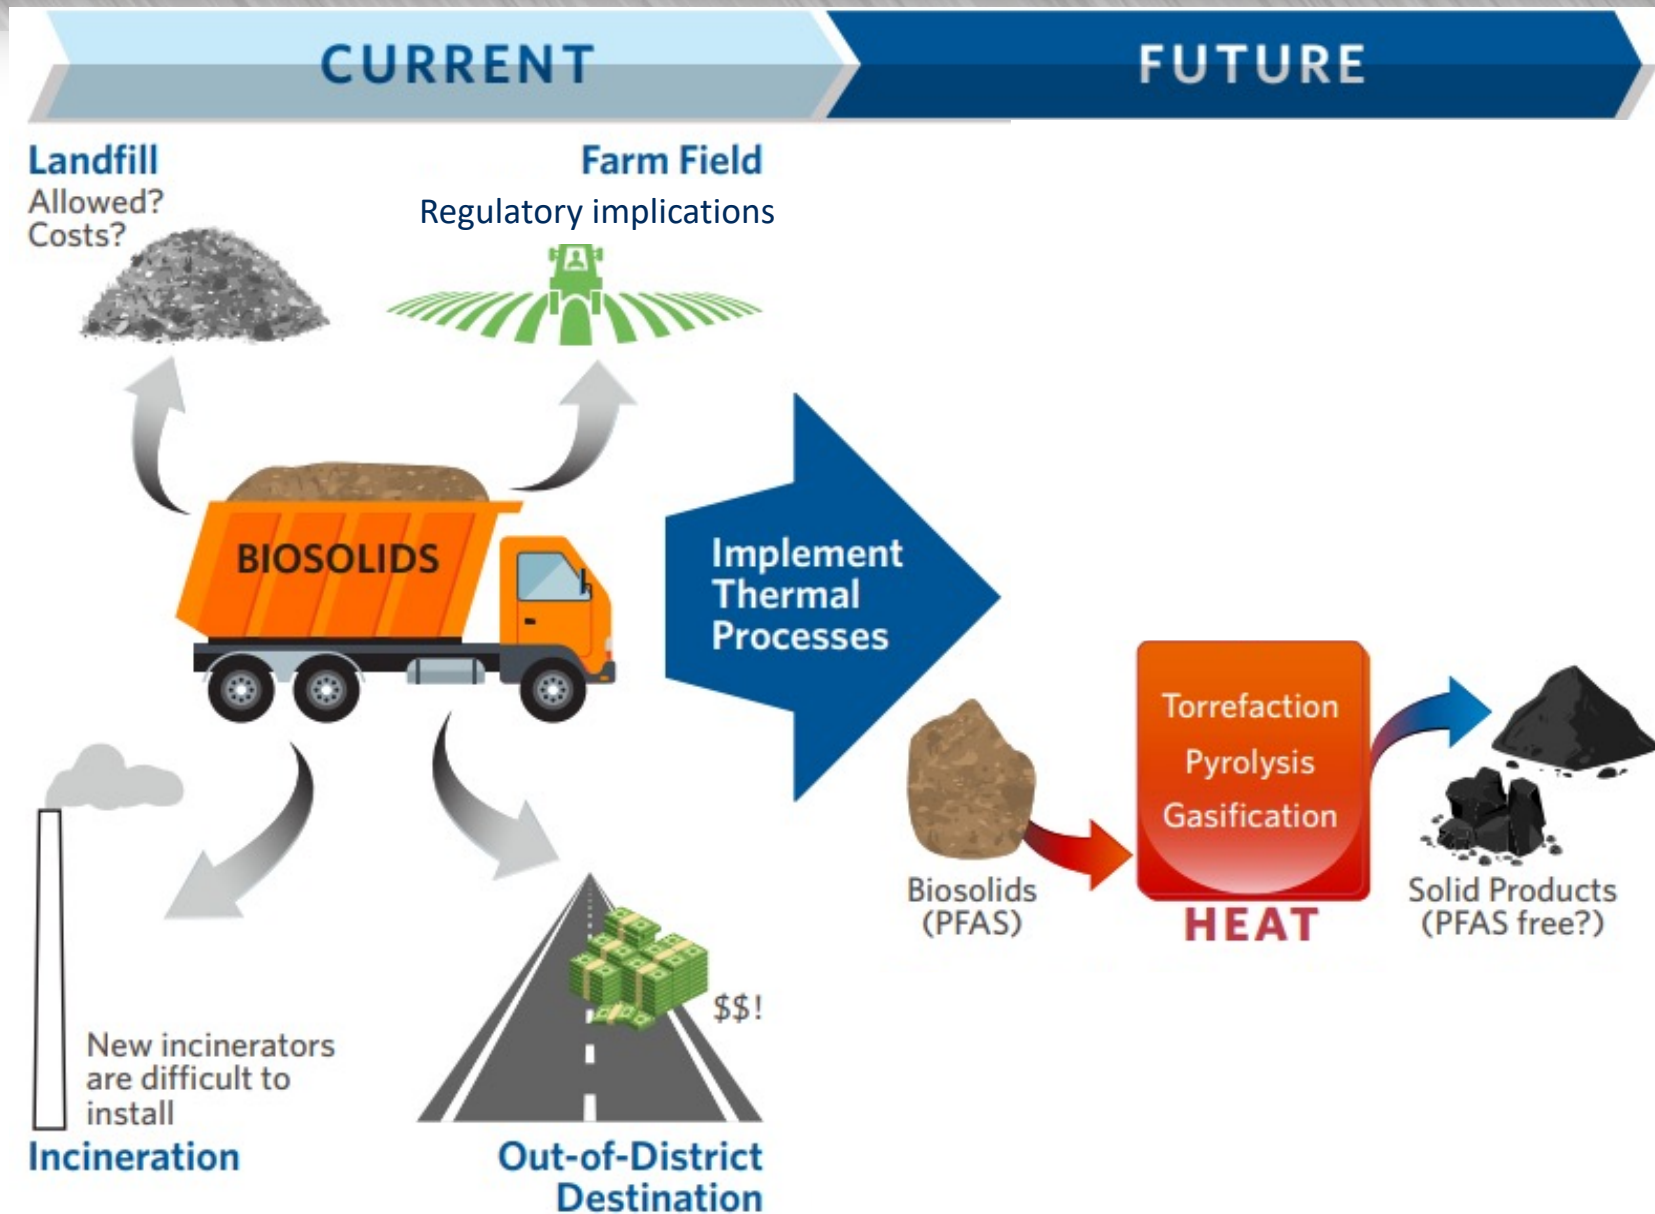 CURRENT
FUTURE
Landfill
Allowed?
Costs?
Farm Field
Regulatory implications
BIOSOLIDS
Implement
Thermal
Processes
Torrefaction
Pyrolysis
Gasification
HEAT
Biosolids
(PFAS)
Solid Products
(PFAS free?)
New incinerators
are difficult to
install
Incineration
$$!
Out-of-District
Destination